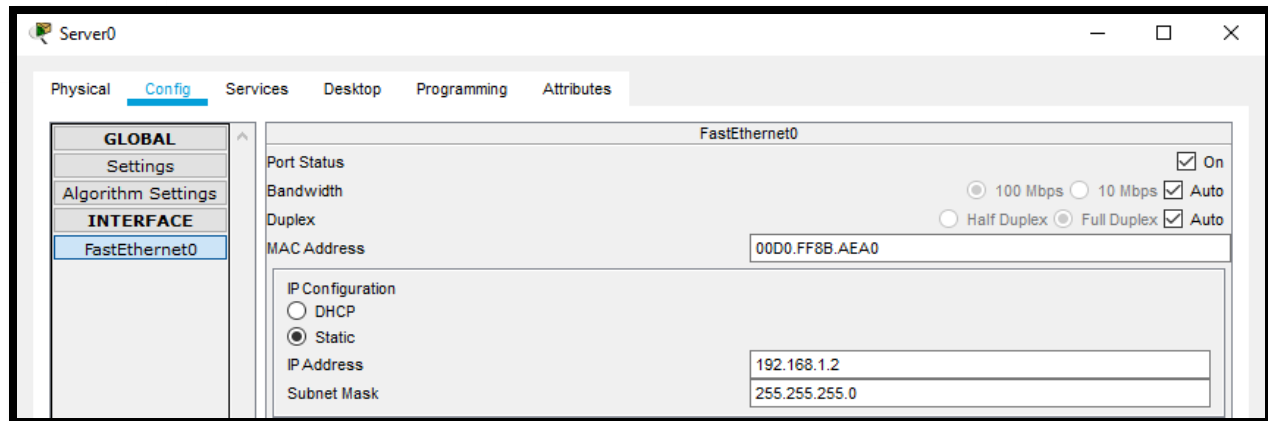 Server0
Physical Config Services Desktop Programming Attributes
GLOBAL
Settings
Algorithm Settings
INTERFACE
FastEthernet0
FastEthernet0
Port Status On
Bandwidth 100 Mbps 10 Mbps Auto
Duplex Half Duplex Full Duplex Auto
MAC Address 00D0.FF8B.AEA0
IP Configuration
DHCP
Static
IP Address 192.168.1.2
Subnet Mask 255.255.255.0